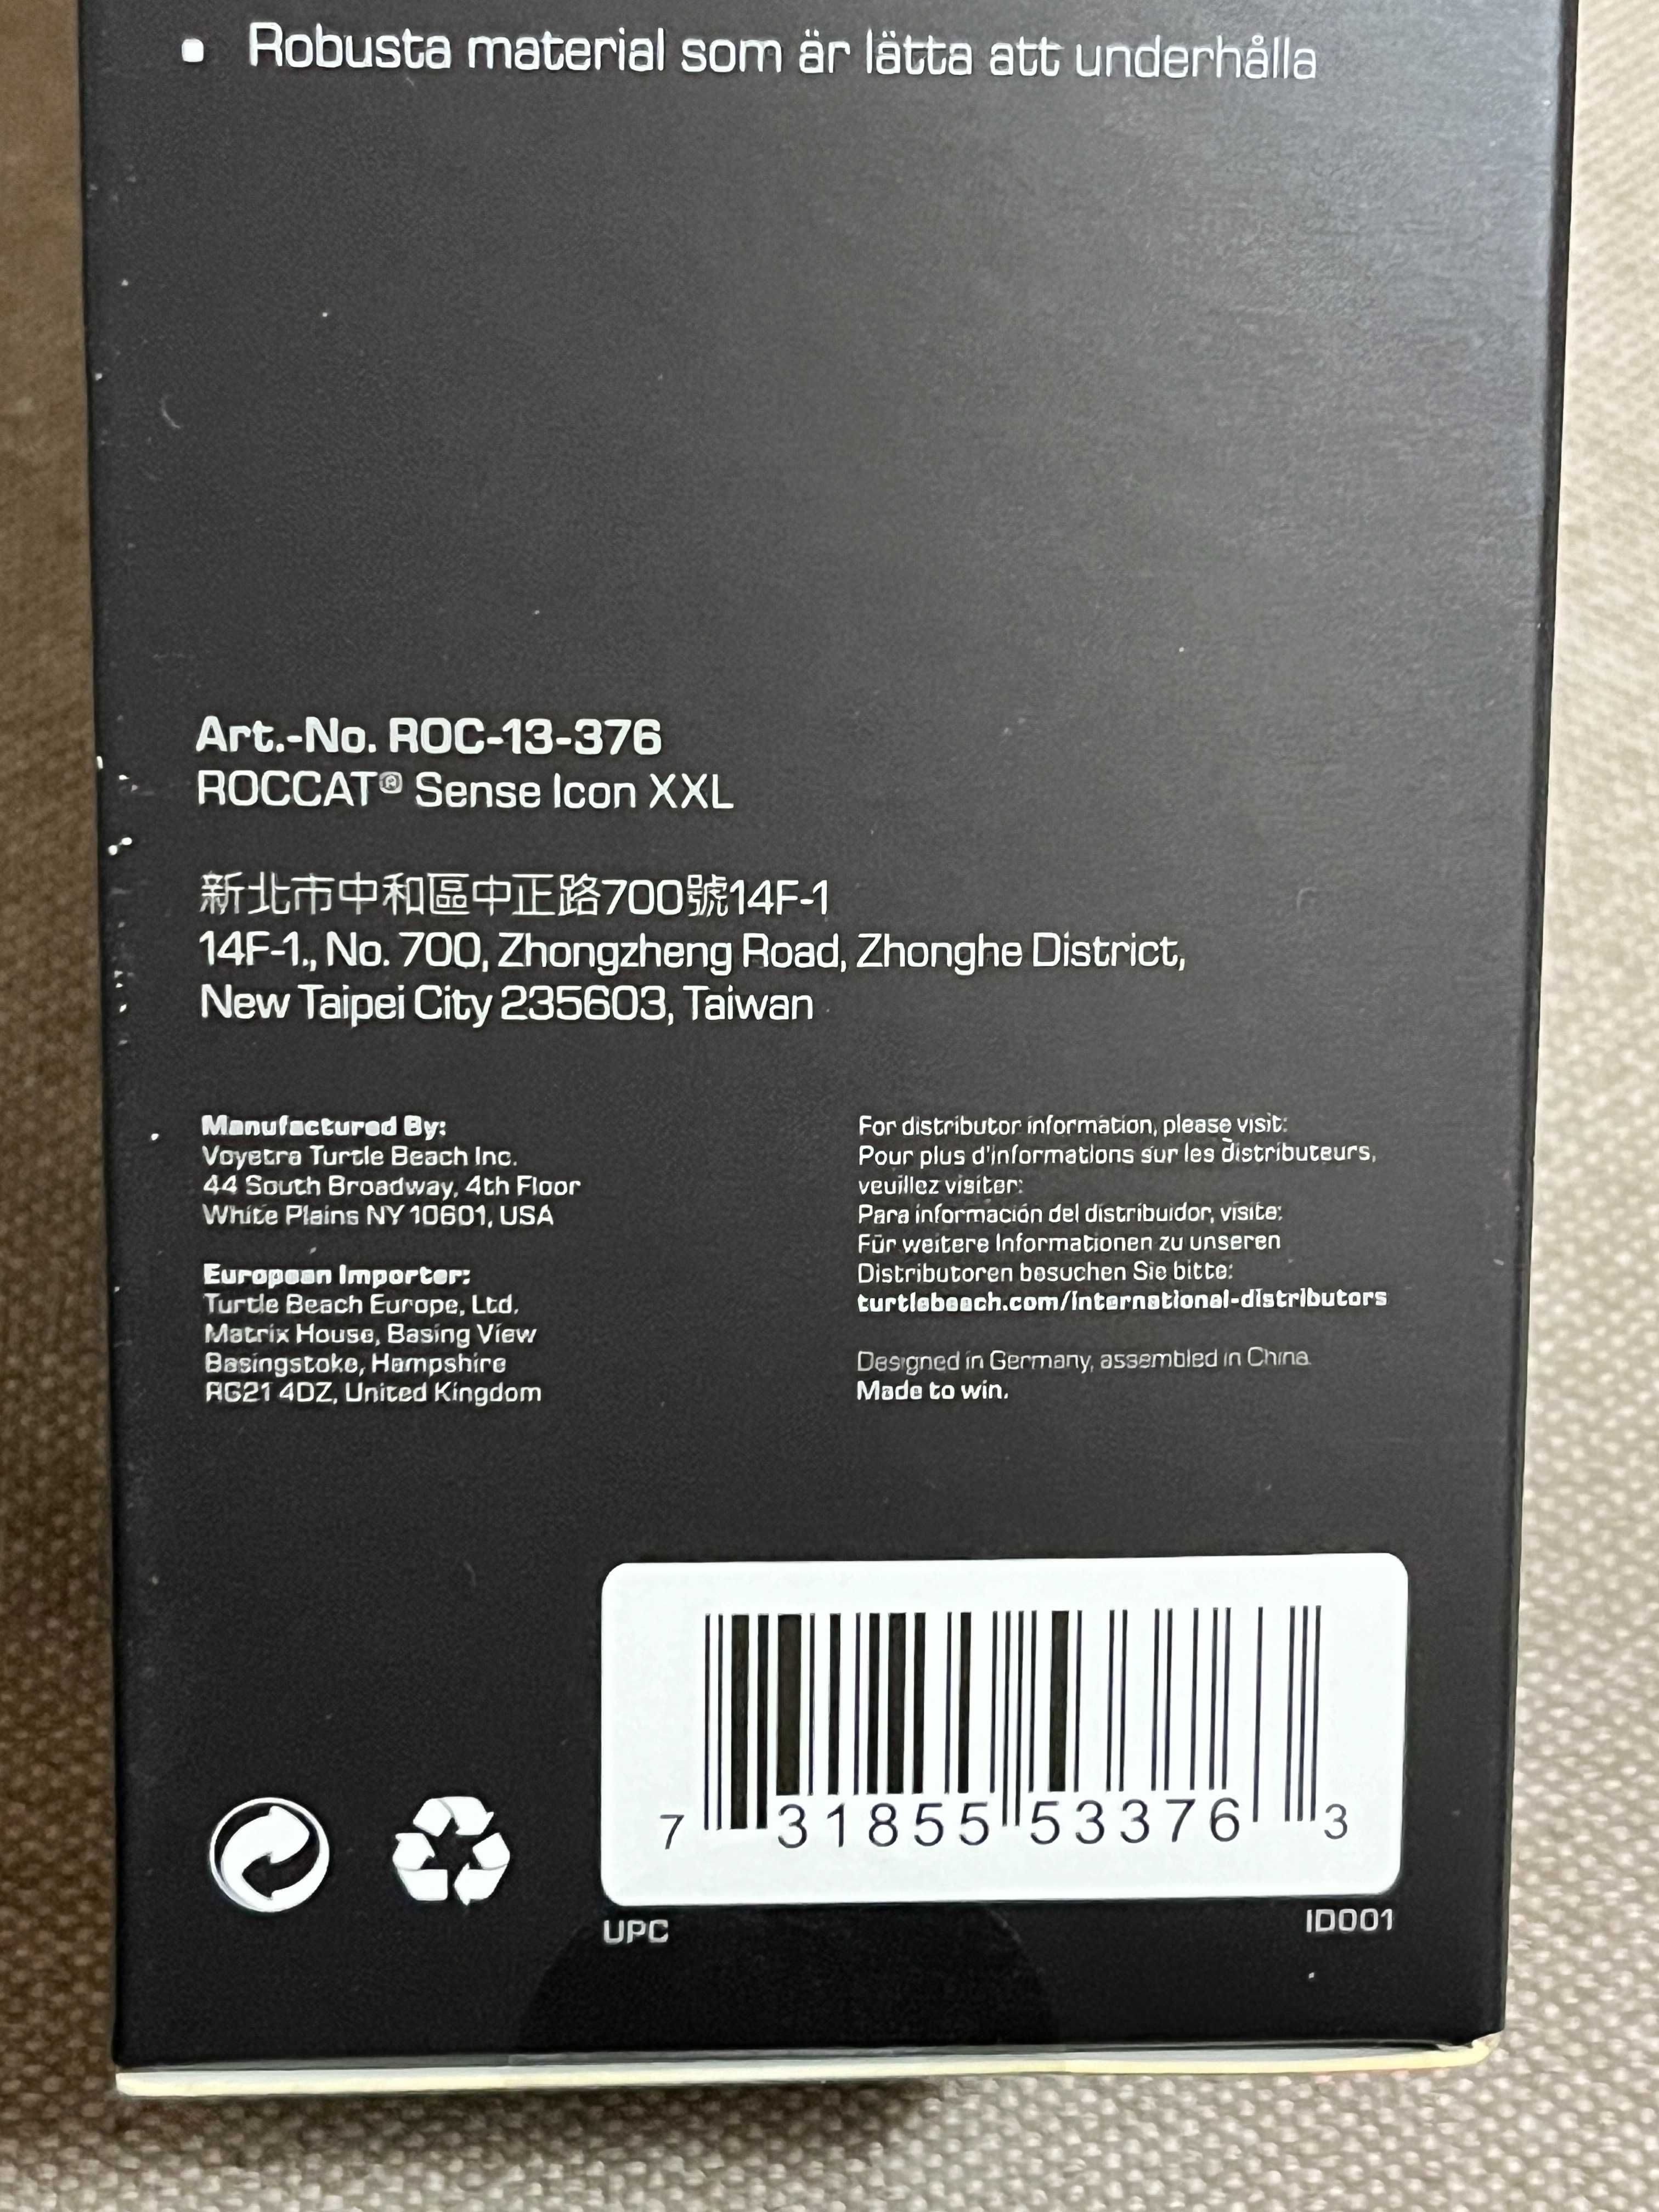 ▪ Robusta material som är lätta att underhålla
Art.-No. ROC-13-376
ROCCAT® Sense Icon XXL
新北市中和區中正路700號14F-1
14F-1., No. 700, Zhongzheng Road, Zhonghe District,
New Taipei City 235603, Taiwan
Manufactured By:
Voyetra Turtle Beach Inc.
44 South Broadway, 4th Floor
White Plains NY 10601, USA
European Importer:
Turtle Beach Europe, Ltd.
Matrix House, Basing View
Basingstoke, Hampshire
RG21 4DZ, United Kingdom
For distributor information, please visit:
Pour plus d'informations sur les distributeurs,
veuillez visiter:
Para información del distribuidor, visite:
Für weitere Informationen zu unseren
Distributoren besuchen Sie bitte:
turtlebeach.com/international-distributors
Designed in Germany, assembled in China.
Made to win.
7 31855 53376 3
UPC
ID001